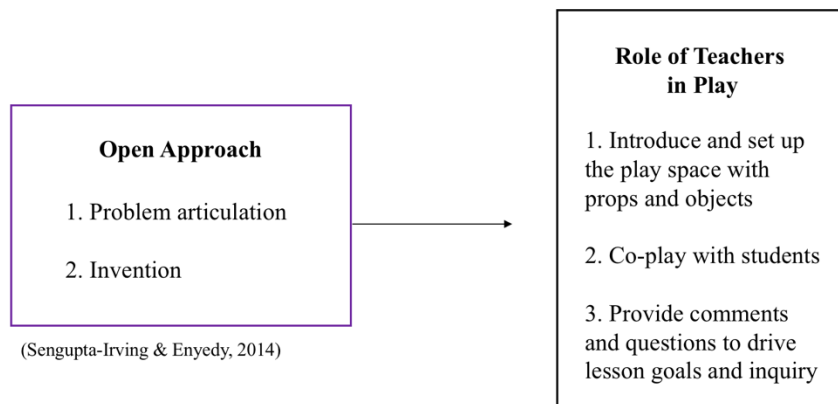 Open Approach
1. Problem articulation
2. Invention
(Sengupta-Irving & Enyedy, 2014)
Role of Teachers
in Play
1. Introduce and set up
the play space with
props and objects
2. Co-play with students
3. Provide comments
and questions to drive
lesson goals and inquiry